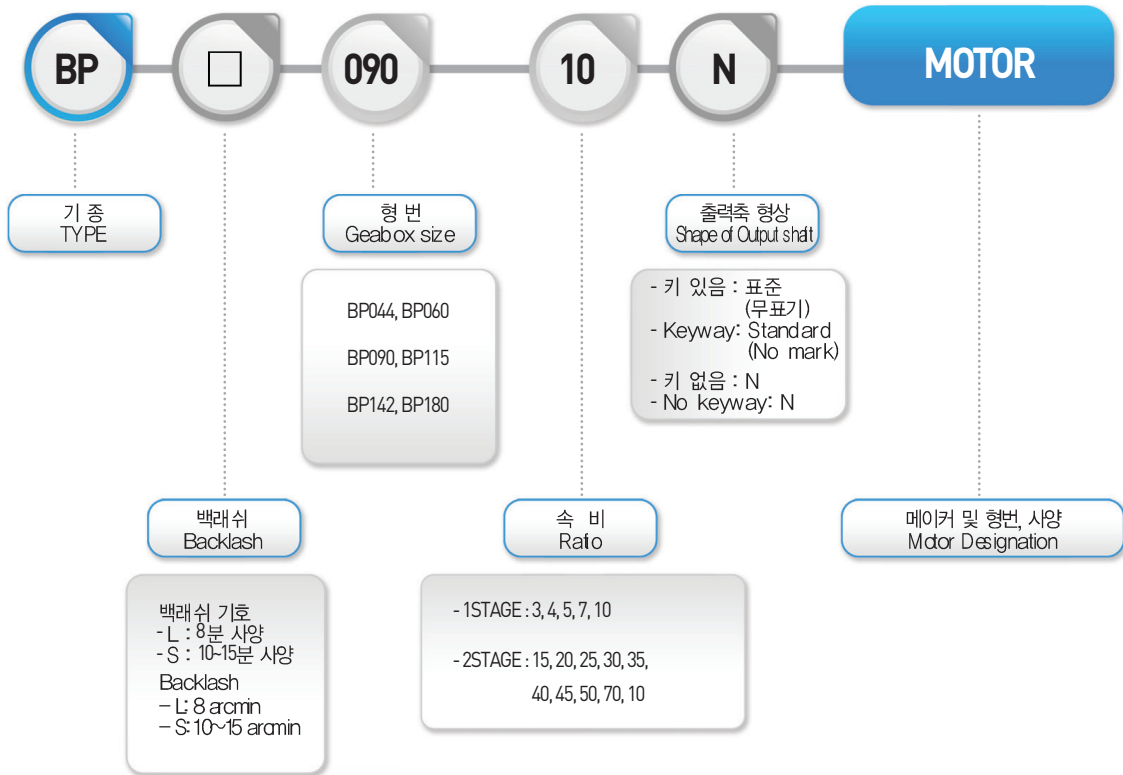 BP
□
090
10
N
MOTOR
기 종
TYPE
형 번
Geabox size
BP044, BP060
BP090, BP115
BP142, BP180
출력축 형상
Shape of Output shaft
- 키 있음 : 표준
(무표기)
- Keyway: Standard
(No mark)
- 키 없음 : N
- No keyway: N
백래쉬
Backlash
백래쉬 기호
- L : 8분 사양
- S : 10~15분 사양
Backlash
- L: 8 arcmin
- S: 10~15 arcmin
속 비
Ratio
- 1STAGE : 3, 4, 5, 7, 10
- 2STAGE : 15, 20, 25, 30, 35,
40, 45, 50, 70, 10
메이커 및 형번, 사양
Motor Designation